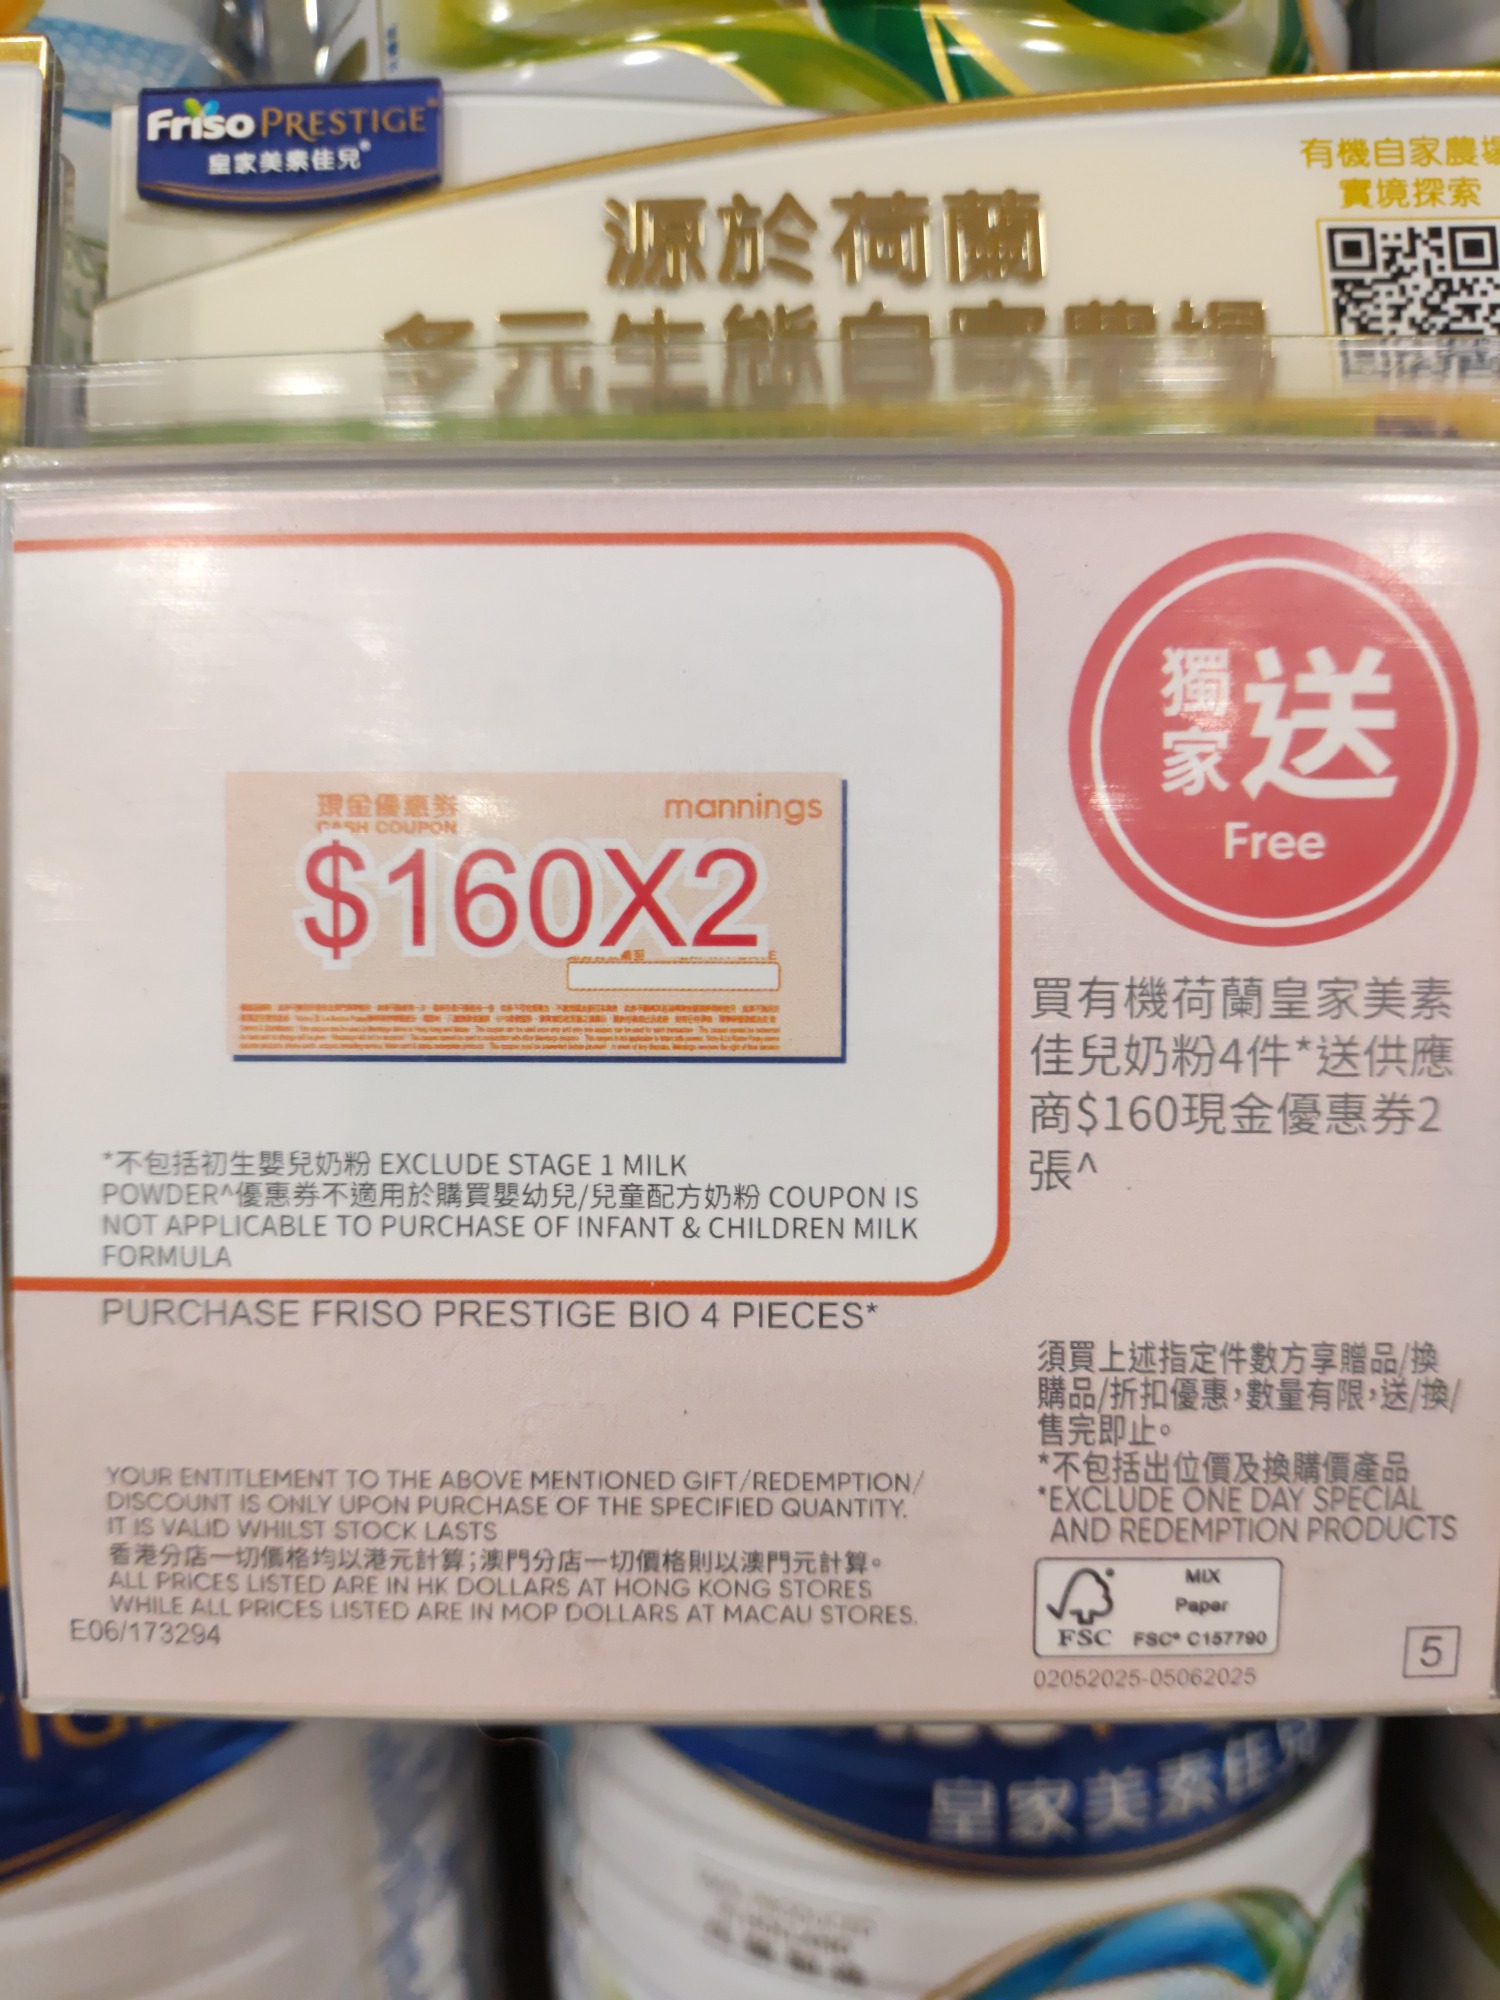 Friso PRESTIGE
皇家美素佳兒®
有機自家農場
實境探索
源於荷蘭
多元生態自家農場
獨家送
Free
現金優惠券
mannings
CASH COUPON
$160X2
買有機荷蘭皇家美素
佳兒奶粉4件*送供應
商$160現金優惠券2
張^
*不包括初生嬰兒奶粉 EXCLUDE STAGE 1 MILK
POWDER^優惠券不適用於購買嬰幼兒/兒童配方奶粉 COUPON IS
NOT APPLICABLE TO PURCHASE OF INFANT & CHILDREN MILK
FORMULA
PURCHASE FRISO PRESTIGE BIO 4 PIECES*
須買上述指定件數方享贈品/換
購品/折扣優惠，數量有限，送/換/
售完即止。
*不包括出位價及換購價產品
*EXCLUDE ONE DAY SPECIAL
AND REDEMPTION PRODUCTS
YOUR ENTITLEMENT TO THE ABOVE MENTIONED GIFT/REDEMPTION/
DISCOUNT IS ONLY UPON PURCHASE OF THE SPECIFIED QUANTITY.
IT IS VALID WHILST STOCK LASTS
香港分店一切價格均以港元計算；澳門分店一切價格則以澳門元計算。
ALL PRICES LISTED ARE IN HK DOLLARS AT HONG KONG STORES
WHILE ALL PRICES LISTED ARE IN MOP DOLLARS AT MACAU STORES.
E06/173294
MIX
Paper
FSC
FSC® C157790
02052025-05062025
5
皇家美素佳兒